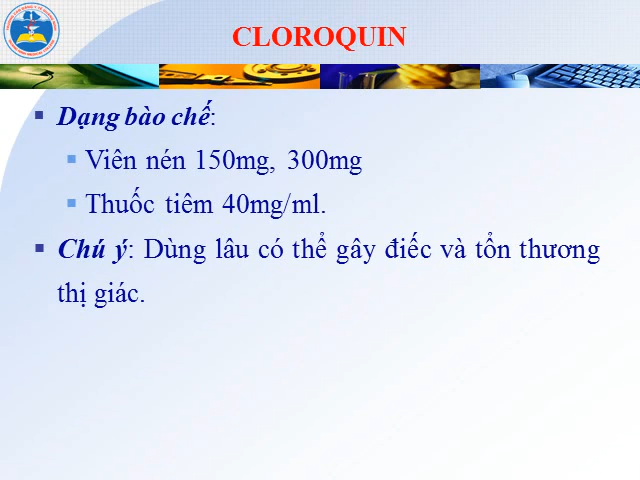 CLOROQUIN
Dạng bào chế:
Viên nén 150mg, 300mg
Thuốc tiêm 40mg/ml.
Chú ý: Dùng lâu có thể gây điếc và tổn thương
thị giác.